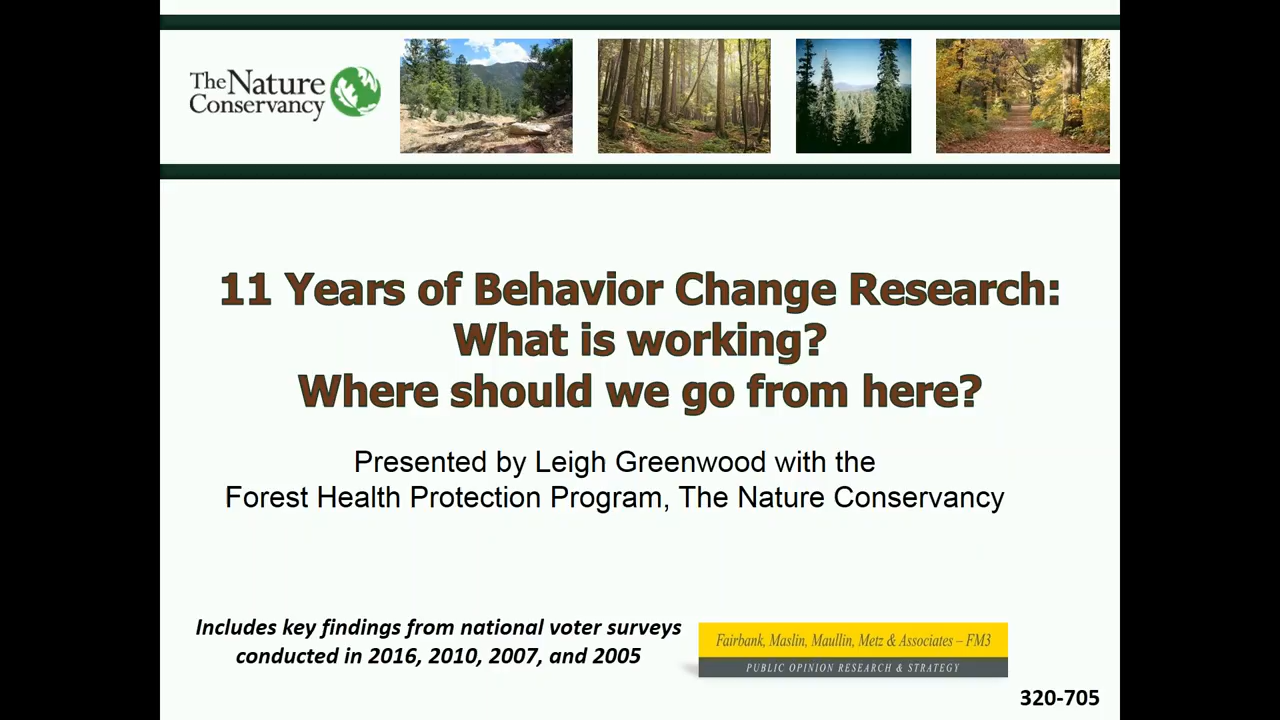 The Nature
Conservancy
11 Years of Behavior Change Research:
What is working?
Where should we go from here?
Presented by Leigh Greenwood with the
Forest Health Protection Program, The Nature Conservancy
Includes key findings from national voter surveys
conducted in 2016, 2010, 2007, and 2005
Fairbank, Maslin, Maullin, Metz & Associates – FM3
PUBLIC OPINION RESEARCH & STRATEGY
320-705